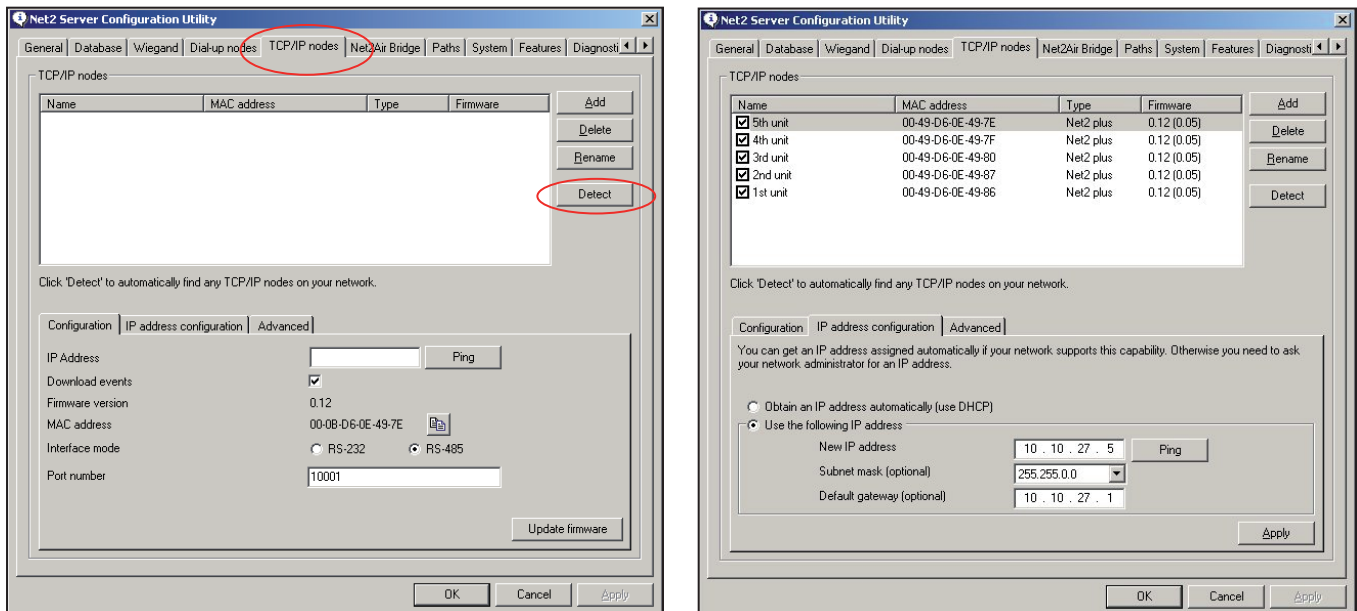 Net2 Server Configuration Utility
General Database Wiegand Dial-up nodes TCP/IP nodes Net2Air Bridge Paths System Features Diagnosti
TCP/IP nodes
Name MAC address Type Firmware
Add
Delete
Rename
Detect
Click 'Detect' to automatically find any TCP/IP nodes on your network.
Configuration IP address configuration Advanced
IP Address Ping
Download events
Firmware version 0.12
MAC address 00-0B-D6-0E-49-7E
Interface mode RS-232 RS-485
Port number 10001
Update firmware
OK Cancel Apply
Net2 Server Configuration Utility
General Database Wiegand Dial-up nodes TCP/IP nodes Net2Air Bridge Paths System Features Diagnosti
TCP/IP nodes
Name MAC address Type Firmware
5th unit 00-49-D6-0E-49-7E Net2 plus 0.12 (0.05)
4th unit 00-49-D6-0E-49-7F Net2 plus 0.12 (0.05)
3rd unit 00-49-D6-0E-49-80 Net2 plus 0.12 (0.05)
2nd unit 00-49-D6-0E-49-87 Net2 plus 0.12 (0.05)
1st unit 00-49-D6-0E-49-86 Net2 plus 0.12 (0.05)
Add
Delete
Rename
Detect
Click 'Detect' to automatically find any TCP/IP nodes on your network.
Configuration IP address configuration Advanced
You can get an IP address assigned automatically if your network supports this capability. Otherwise you need to ask
your network administrator for an IP address.
Obtain an IP address automatically (use DHCP)
Use the following IP address
New IP address 10 . 10 . 27 . 5 Ping
Subnet mask (optional) 255.255.0.0
Default gateway (optional) 10 . 10 . 27 . 1
Apply
OK Cancel Apply